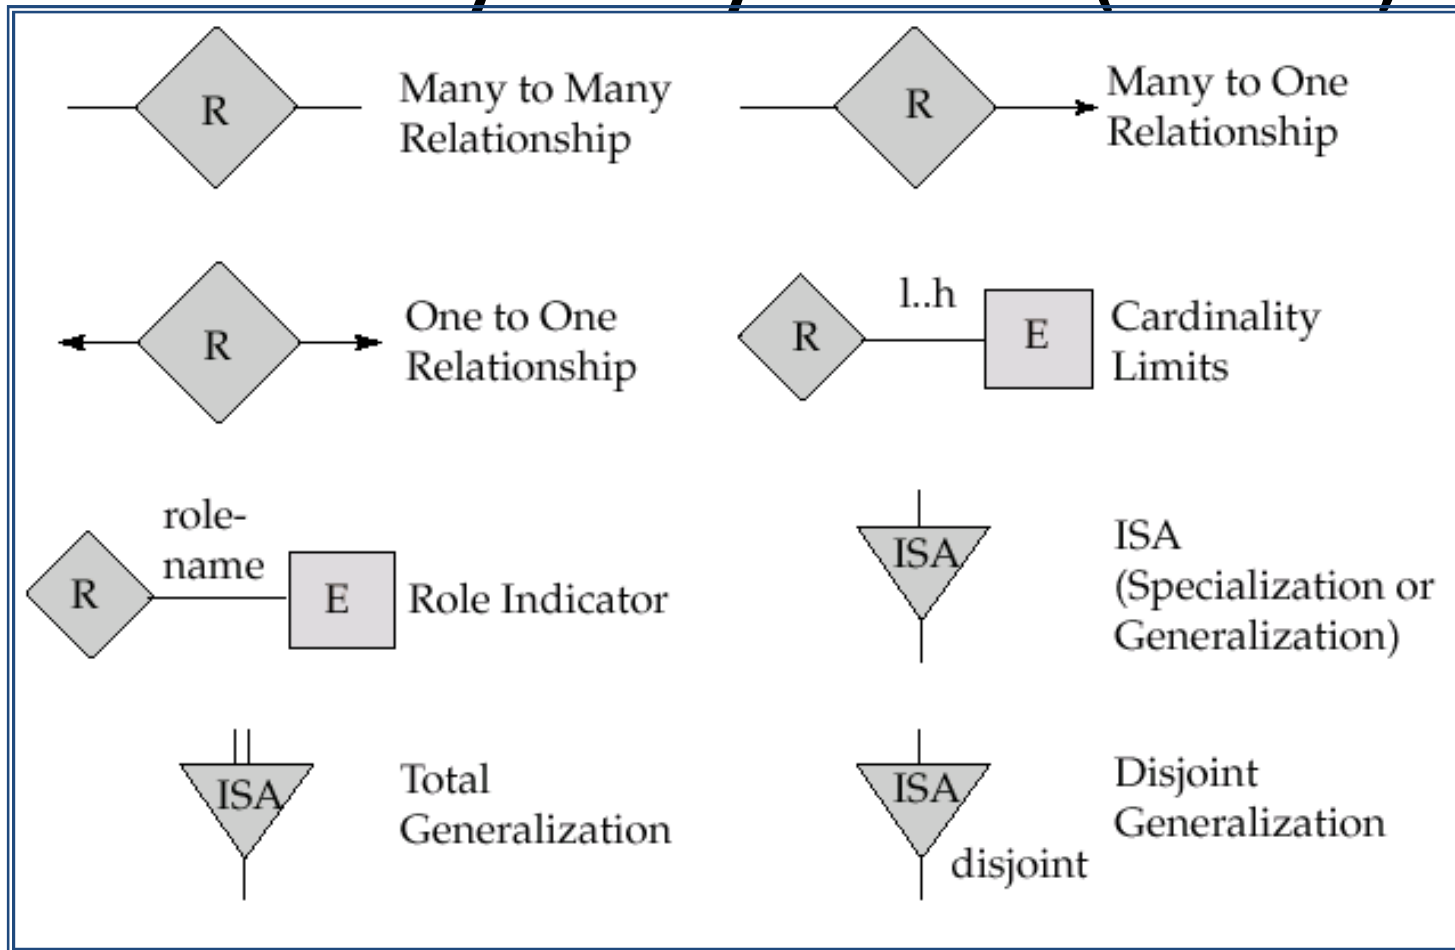 R
Many to Many
Relationship
R
Many to One
Relationship
R
One to One
Relationship
R
l..h
E
Cardinality
Limits
R
role-
name
E
Role Indicator
ISA
ISA
(Specialization or
Generalization)
ISA
Total
Generalization
ISA
disjoint
Disjoint
Generalization